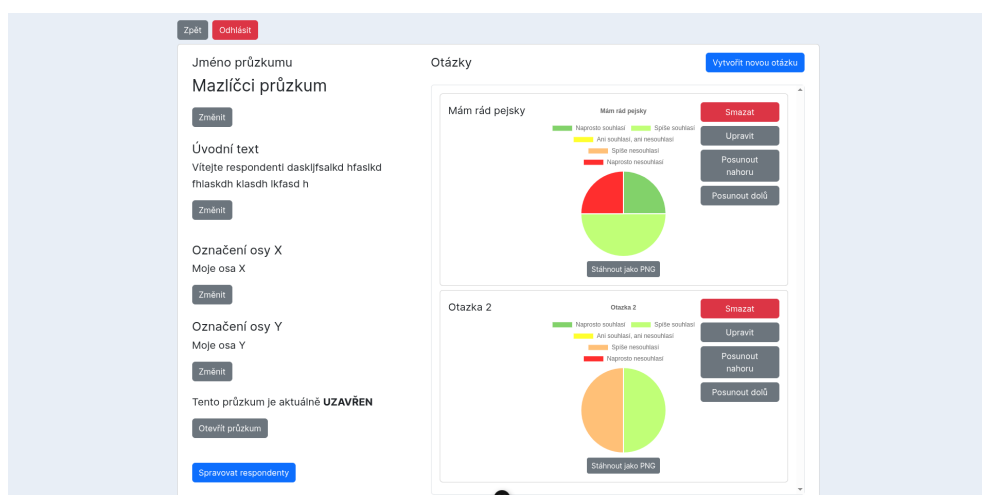 Zpět
Odhlásit
Jméno průzkumu
Mazlíčci průzkum
Změnit
Úvodní text
Vítejte respondenti daskljfsalkd hfaslkd
fhlaskdh klasdh lkfasd h
Změnit
Označení osy X
Moje osa X
Změnit
Označení osy Y
Moje osa Y
Změnit
Tento průzkum je aktuálně UZAVŘEN
Otevřít průzkum
Spravovat respondenty
Otázky
Vytvořit novou otázku
Mám rád pejsky
Mám rád pejsky
Naprosto souhlasí
Spíše souhlasí
Ani souhlasí, ani nesouhlasí
Spíše nesouhlasí
Naprosto nesouhlasí
Stáhnout jako PNG
Smazat
Upravit
Posunout
nahoru
Posunout dolů
Otazka 2
Otazka 2
Naprosto souhlasí
Spíše souhlasí
Ani souhlasí, ani nesouhlasí
Spíše nesouhlasí
Naprosto nesouhlasí
Stáhnout jako PNG
Smazat
Upravit
Posunout
nahoru
Posunout dolů